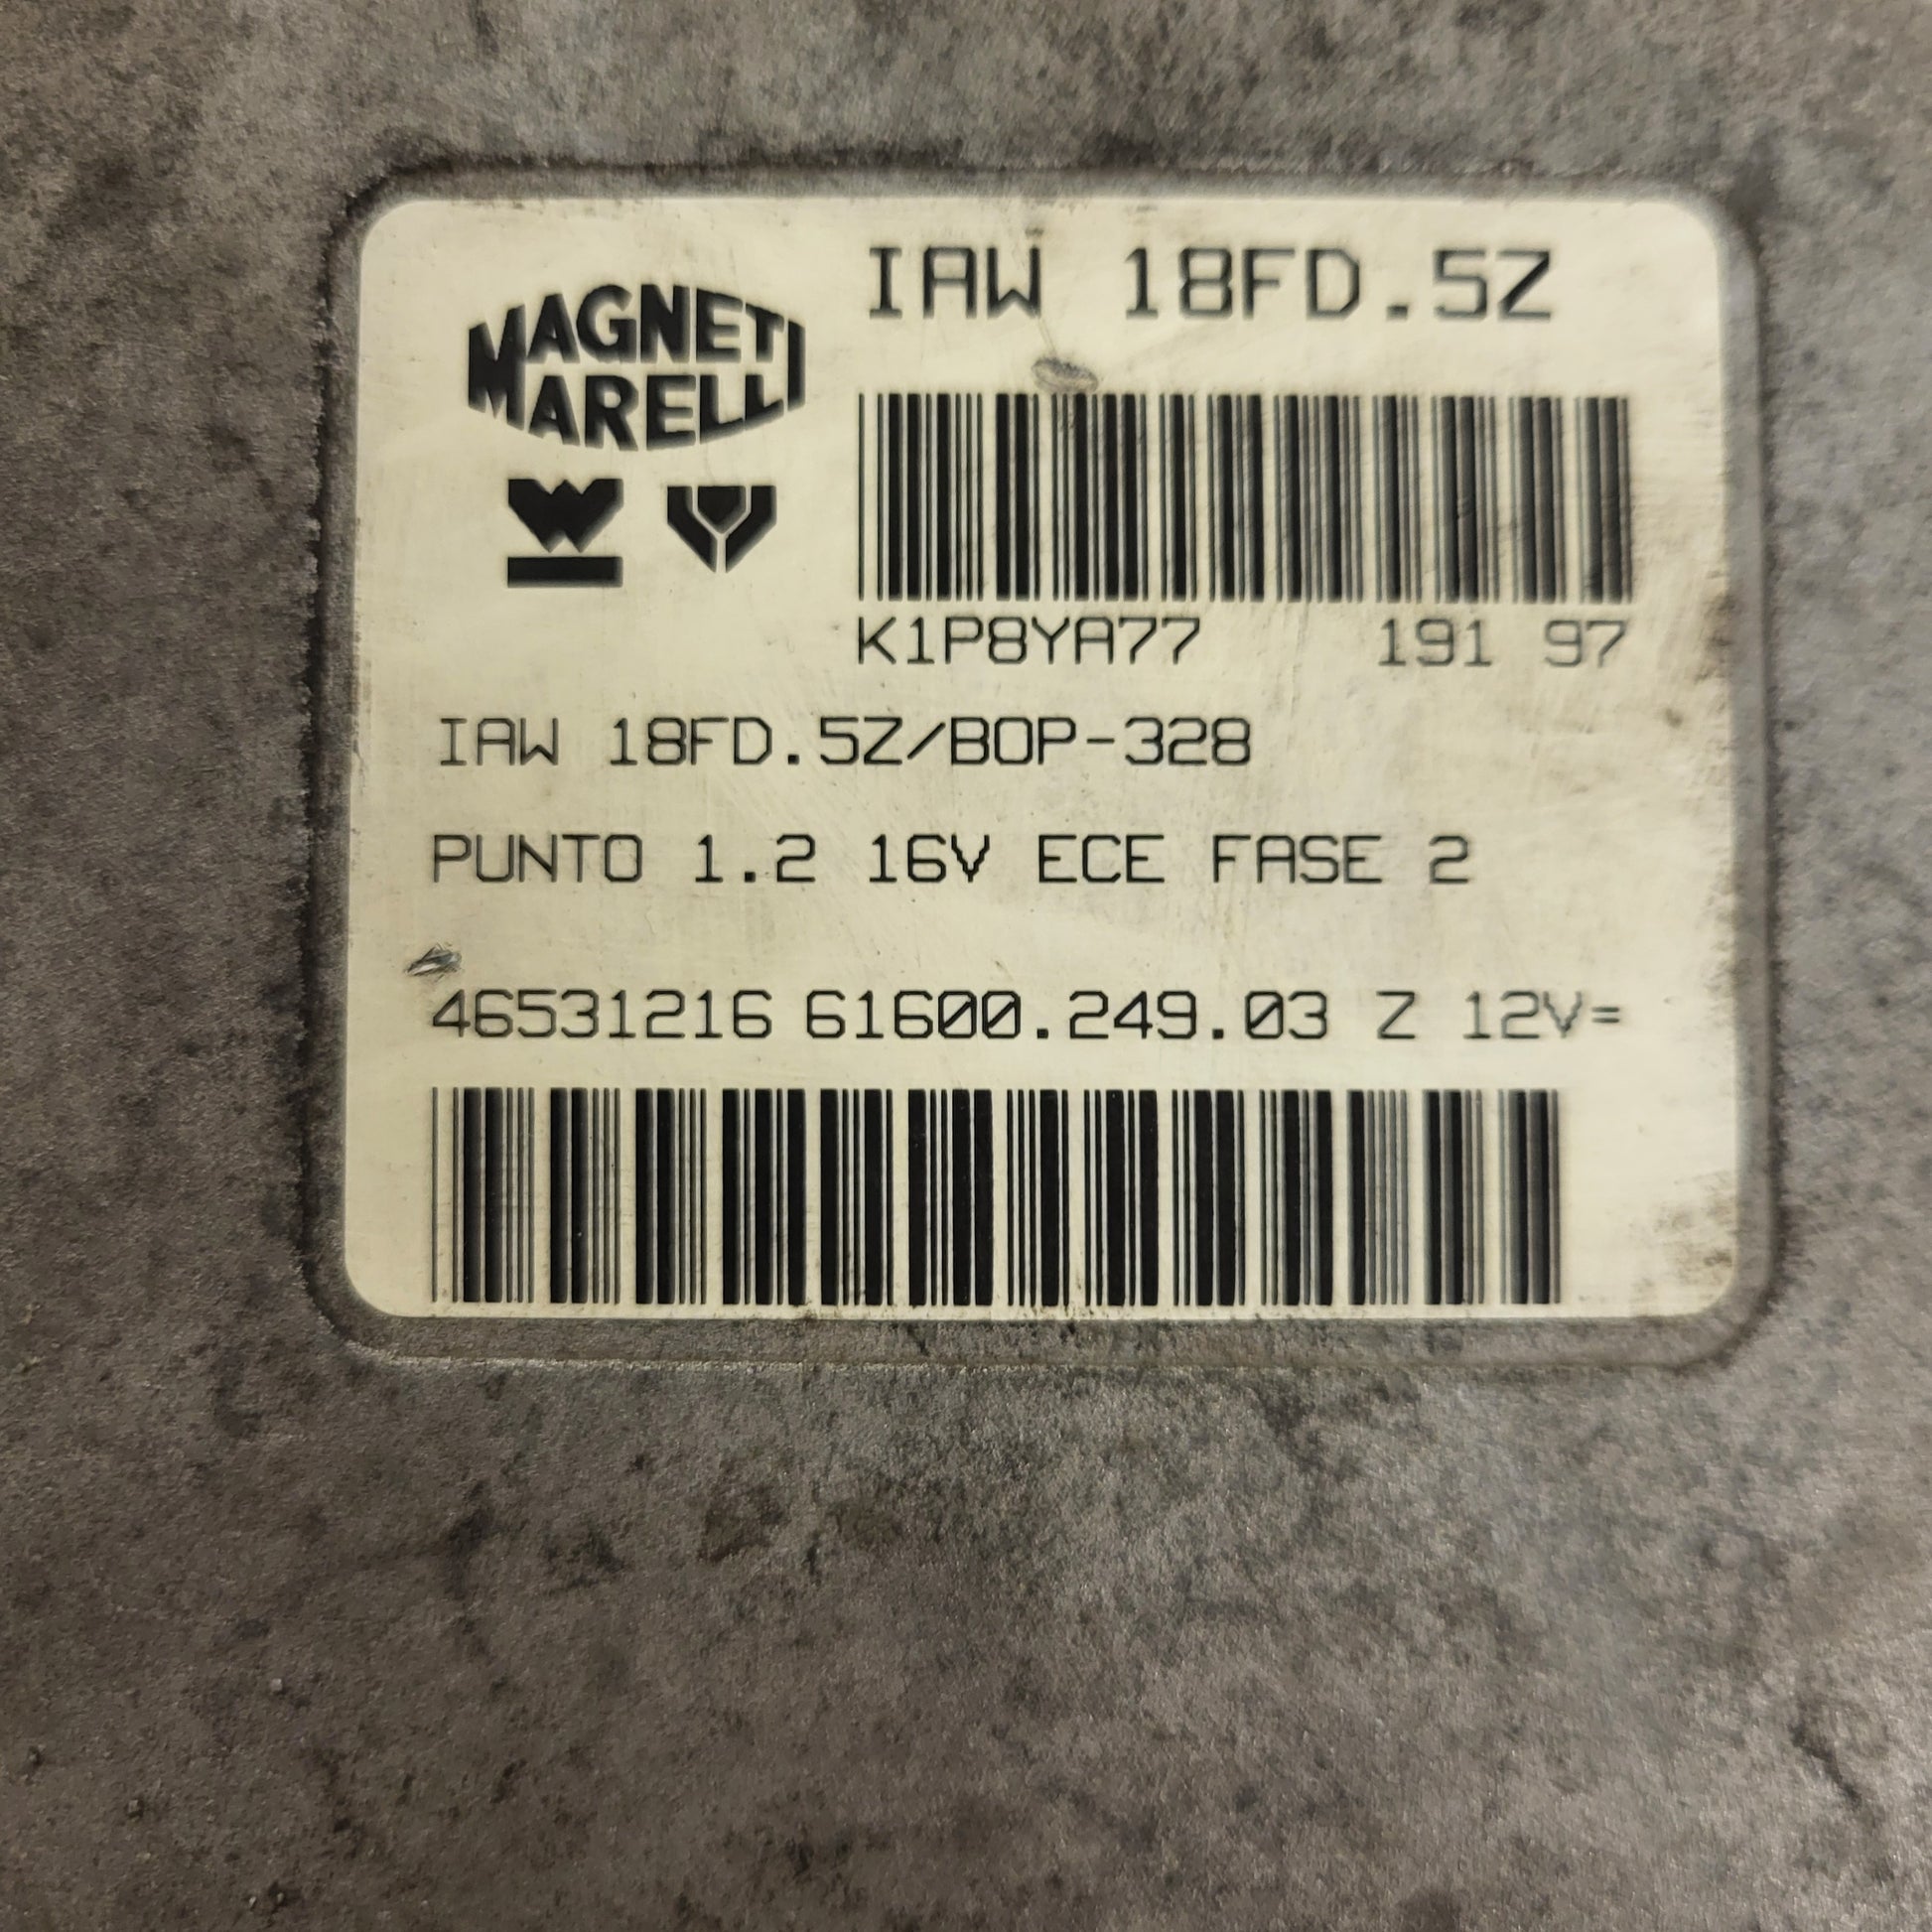 MAGNETI
MARELLI
IAW 18FD.5Z
K1P8YA77 191 97
IAW 18FD.5Z/BOP-328
PUNTO 1.2 16V ECE FASE 2
46531216 61600.249.03 Z 12V=